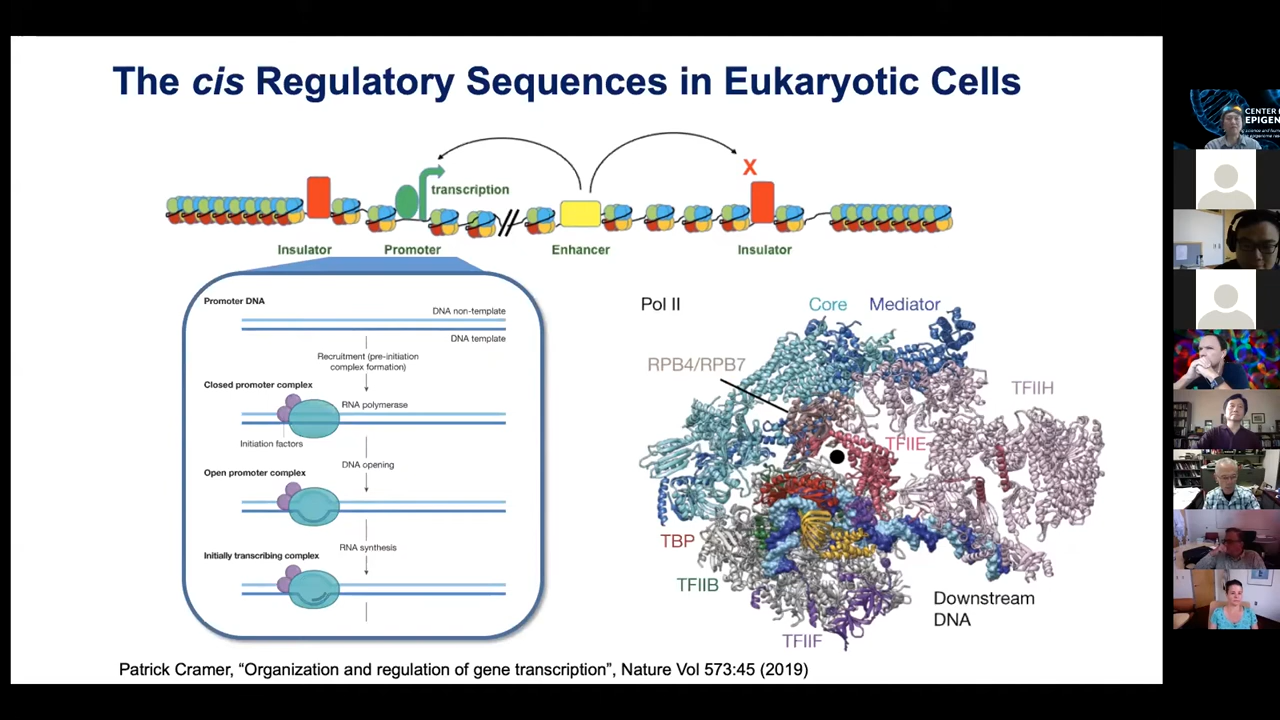 The cis Regulatory Sequences in Eukaryotic Cells
X
transcription
Insulator
Promoter
Enhancer
Insulator
Promoter DNA
DNA non-template
DNA template
Recruitment (pre-initiation
complex formation)
Closed promoter complex
RNA polymerase
Initiation factors
DNA opening
Open promoter complex
RNA synthesis
Initially transcribing complex
Pol II
Core
Mediator
RPB4/RPB7
TFIIH
TFIIE
TBP
TFIIB
TFIIF
Downstream
DNA
Patrick Cramer, “Organization and regulation of gene transcription”, Nature Vol 573:45 (2019)
CENTER
EPIGEN